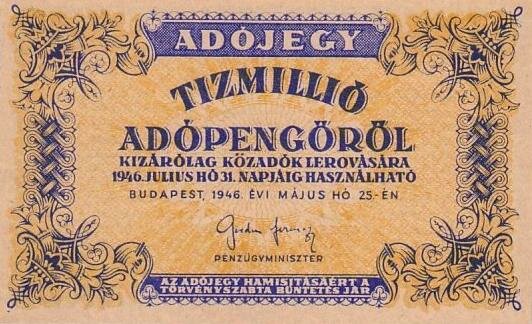 ADÓJEGY
TIZMILLIÓ
ADÓPENGŐRŐL
KIZÁRÓLAG KÖZADÓK LEROVÁSÁRA
1946. JULIUS HÓ 31. NAPJÁIG HASZNÁLHATÓ
BUDAPEST, 1946. ÉVI MÁJUS HÓ 25-ÉN
PÉNZÜGYMINISZTER
AZ ADÓJEGY HAMISITÁSÁÉRT A
TÖRVÉNYSZABTA BÜNTETÉS JÁR